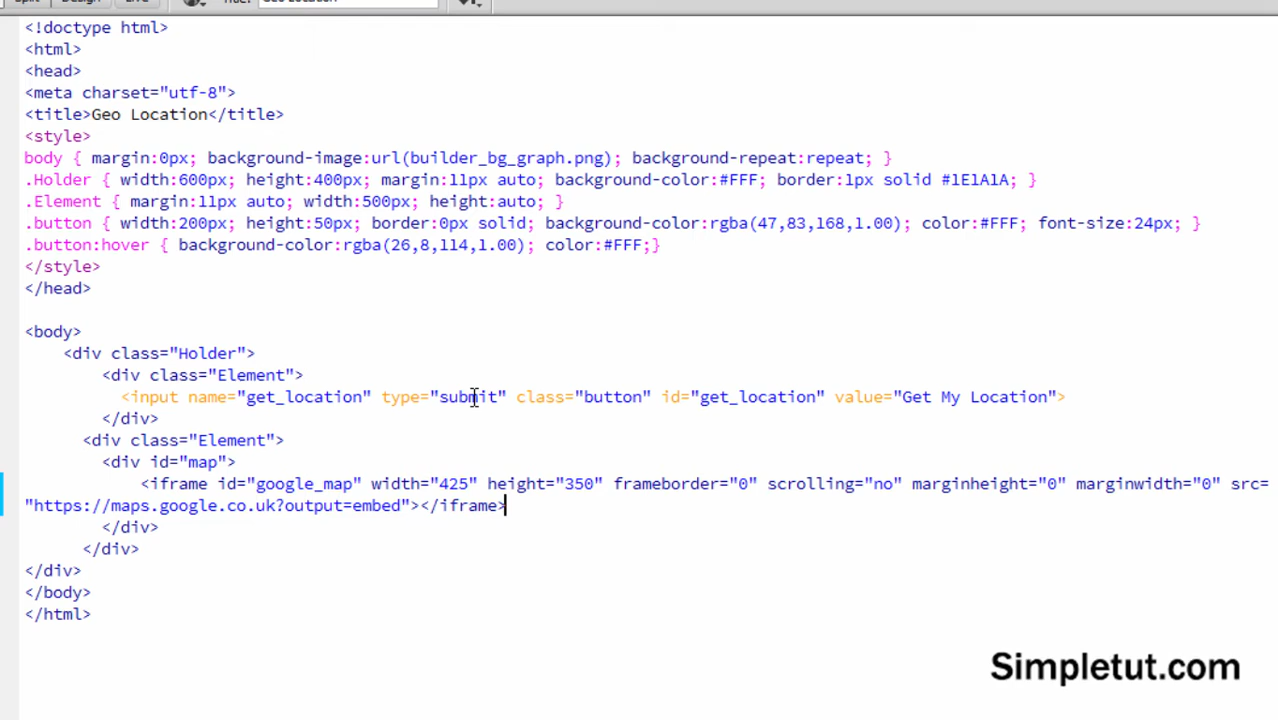 <!doctype html>
<html>
<head>
<meta charset="utf-8">
<title>Geo Location</title>
<style>
body { margin:0px; background-image:url(builder_bg_graph.png); background-repeat:repeat; }
.Holder { width:600px; height:400px; margin:11px auto; background-color:#FFF; border:1px solid #1E1A1A; }
.Element { margin:11px auto; width:500px; height:auto; }
.button { width:200px; height:50px; border:0px solid; background-color:rgba(47,83,168,1.00); color:#FFF; font-size:24px; }
.button:hover { background-color:rgba(26,8,114,1.00); color:#FFF;}
</style>
</head>
<body>
<div class="Holder">
<div class="Element">
<input name="get_location" type="submit" class="button" id="get_location" value="Get My Location">
</div>
<div class="Element">
<div id="map">
<iframe id="google_map" width="425" height="350" frameborder="0" scrolling="no" marginheight="0" marginwidth="0" src=
"https://maps.google.co.uk?output=embed"></iframe>
</div>
</div>
</div>
</body>
</html>
Simpletut.com